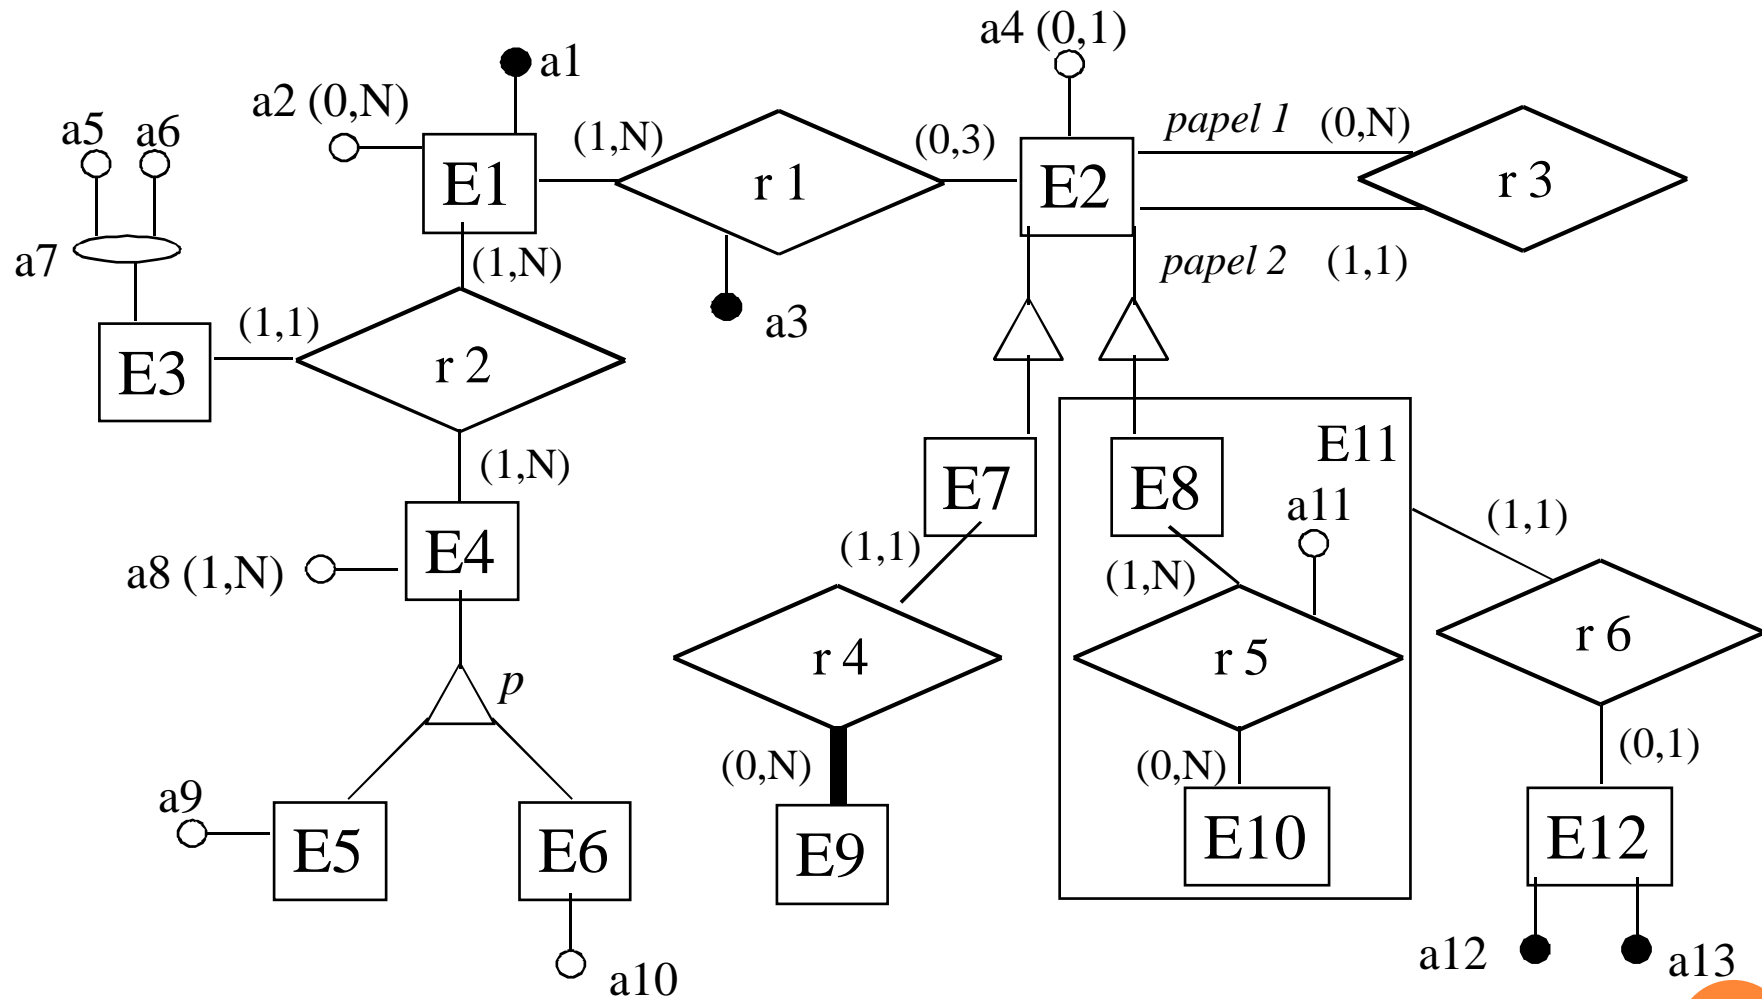 a4 (0,1)
a1
a2 (0,N)
a5 a6
(1,N)
(0,3)
papel 1 (0,N)
E1
r 1
E2
r 3
a7
(1,N)
papel 2 (1,1)
(1,1)
a3
E3
r 2
E11
(1,N)
E7
E8
a11
(1,1)
a8 (1,N)
E4
(1,1)
(1,N)
r 4
r 5
r 6
p
(0,N)
(0,N)
(0,1)
a9
E5
E6
E9
E10
E12
a10
a12
a13